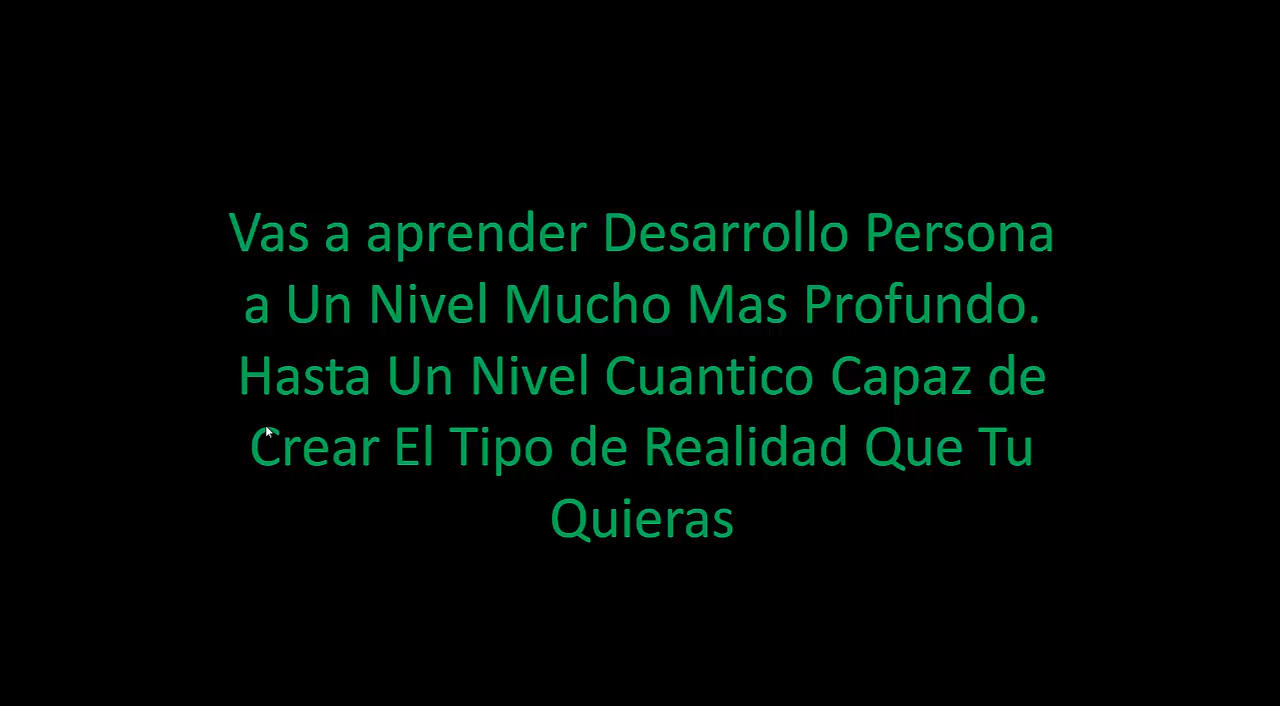 Vas a aprender Desarrollo Persona
a Un Nivel Mucho Mas Profundo.
Hasta Un Nivel Cuantico Capaz de
Crear El Tipo de Realidad Que Tu
Quieras